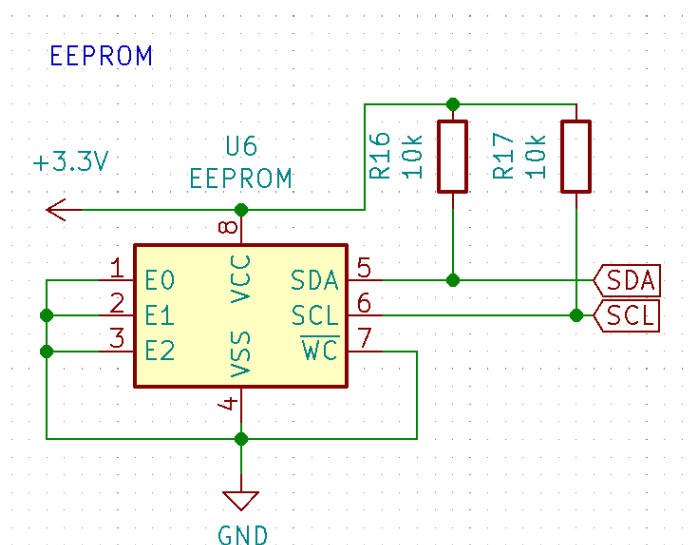 EEPROM
+3.3V
U6
EEPROM
R16
10k
R17
10k
8
VCC
1 E0
2 E1
3 E2
SDA 5
SCL 6
WC 7
VSS
4
SDA
SCL
GND